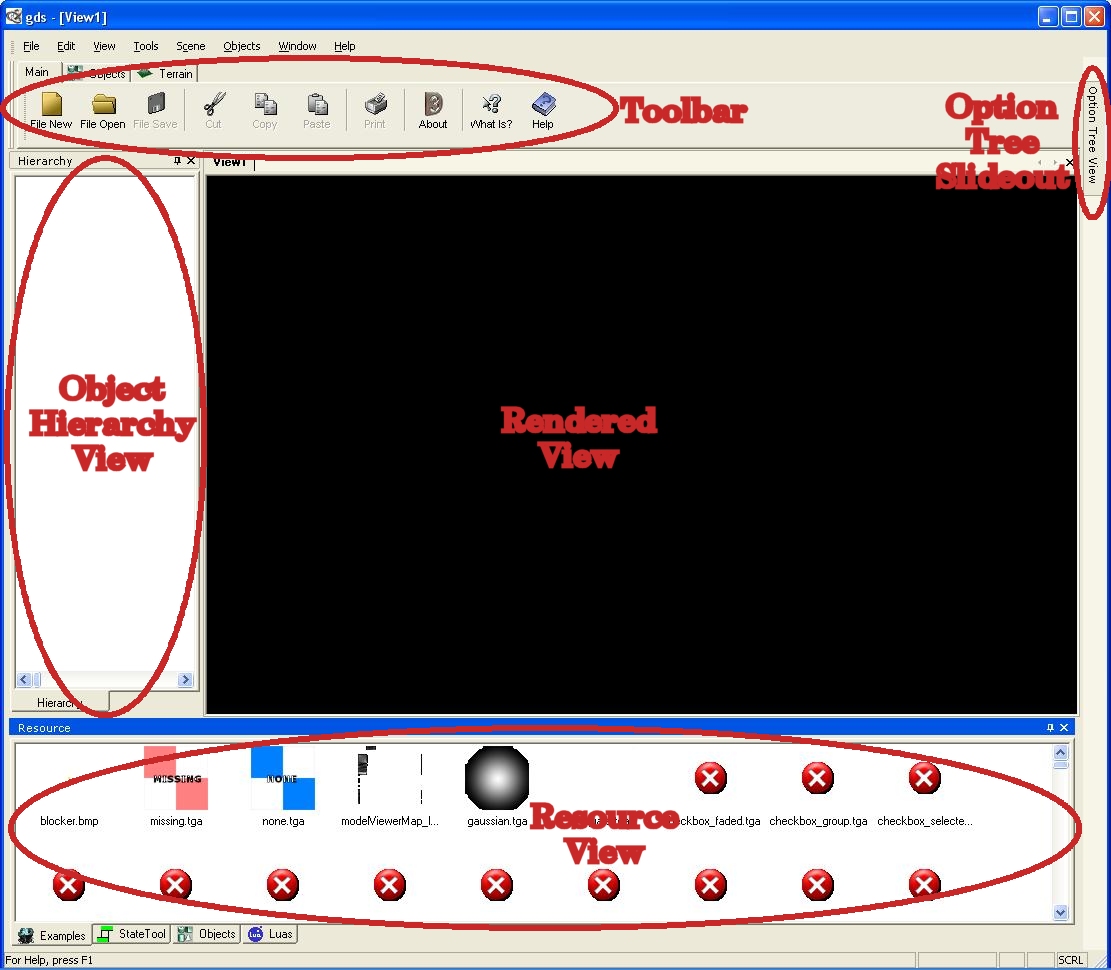 gds - [View1]
File Edit View Tools Scene Objects Window Help
Main Objects Terrain
File New File Open File Save Cut Copy Paste Print About What Is? Help
Toolbar
Option
Tree
Slideout
Option Tree View
Hierarchy
View1
Object
Hierarchy
View
Rendered
View
Hierarchy
Resource
MISSING
NONE
blocker.bmp missing.tga none.tga modelViewerMap_l... gaussian.tga checkbox_faded.tga checkbox_group.tga checkbox_selecte...
Resource
View
Examples StateTool Objects Luas
For Help, press F1
SCRL